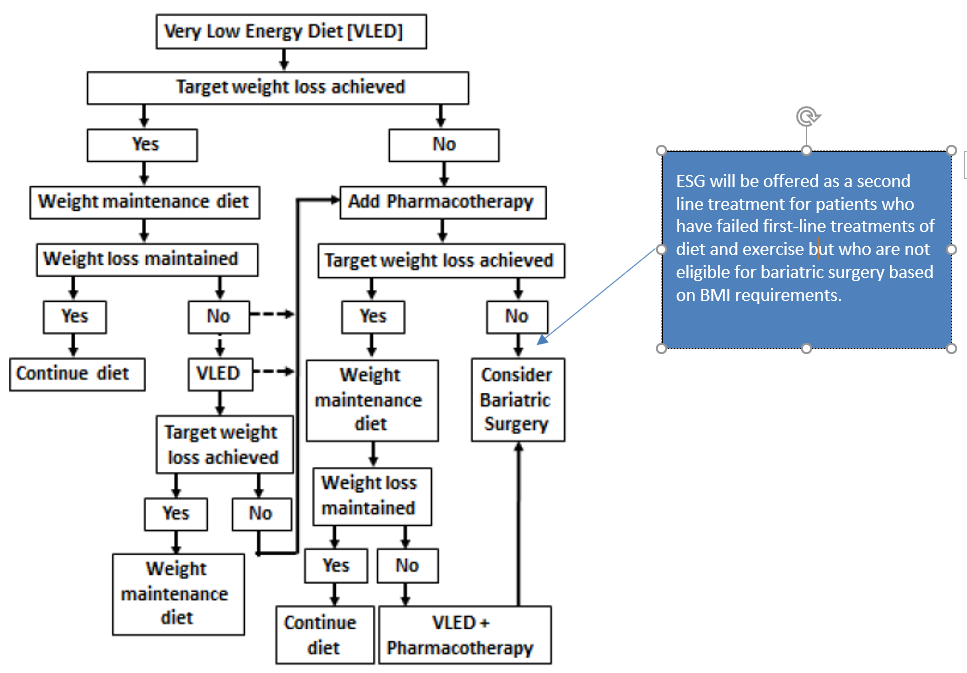 Very Low Energy Diet [VLED]
Target weight loss achieved
Yes
No
Weight maintenance diet
Add Pharmacotherapy
Weight loss maintained
Target weight loss achieved
Yes
No
Yes
No
Continue diet
VLED
Weight
maintenance
diet
Consider
Bariatric
Surgery
Target weight
loss achieved
Weight loss
maintained
Yes
No
Yes
No
Weight
maintenance
diet
Continue
diet
VLED +
Pharmacotherapy
ESG will be offered as a second
line treatment for patients who
have failed first-line treatments of
diet and exercise but who are not
eligible for bariatric surgery based
on BMI requirements.